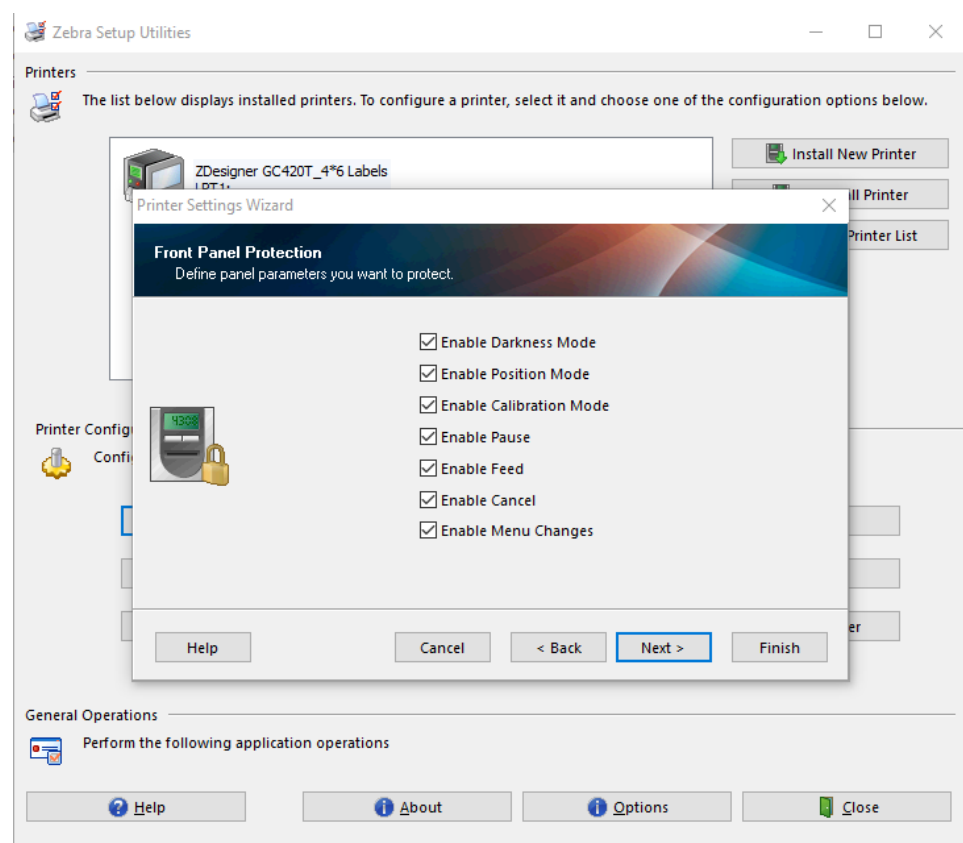 Zebra Setup Utilities
Printers
The list below displays installed printers. To configure a printer, select it and choose one of the configuration options below.
Install New Printer
ZDesigner GC420T_4*6 Labels
LPT1:
ll Printer
Printer Settings Wizard
Printer List
Front Panel Protection
Define panel parameters you want to protect.
Enable Darkness Mode
Enable Position Mode
Enable Calibration Mode
Printer Config
Enable Pause
Confi
Enable Feed
Enable Cancel
Enable Menu Changes
er
Help
Cancel
< Back
Next >
Finish
General Operations
Perform the following application operations
Help
About
Options
Close